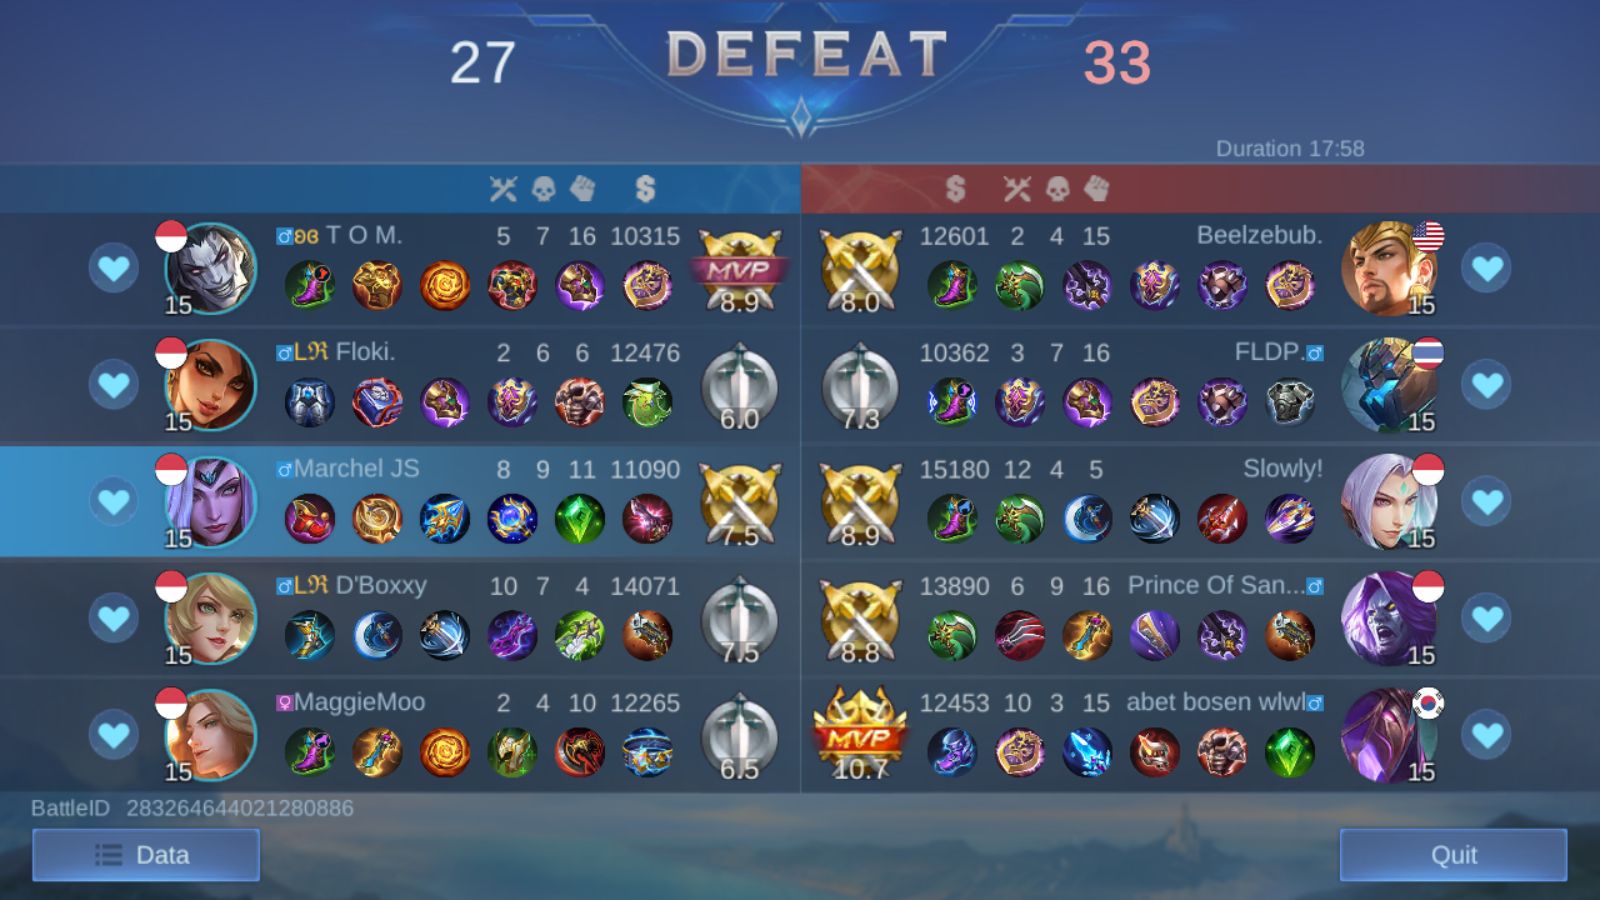 27 DEFEAT 33
Duration 17:58
ʚɞ T O M. 5 7 16 10315
15 MVP 8.9
12601 2 4 15 Beelzebub.
8.0 15
LR Floki. 2 6 6 12476
15 6.0
10362 3 7 16 FLDP.
7.3 15
Marchel JS 8 9 11 11090
15 7.5
15180 12 4 5 Slowly!
8.9 15
LR D'Boxxy 10 7 4 14071
15 7.5
13890 6 9 16 Prince Of San...
8.8 15
MaggieMoo 2 4 10 12265
15 6.5
12453 10 3 15 abet bosen wlwl
MVP 10.7 15
BattleID 283264644021280886
Data Quit